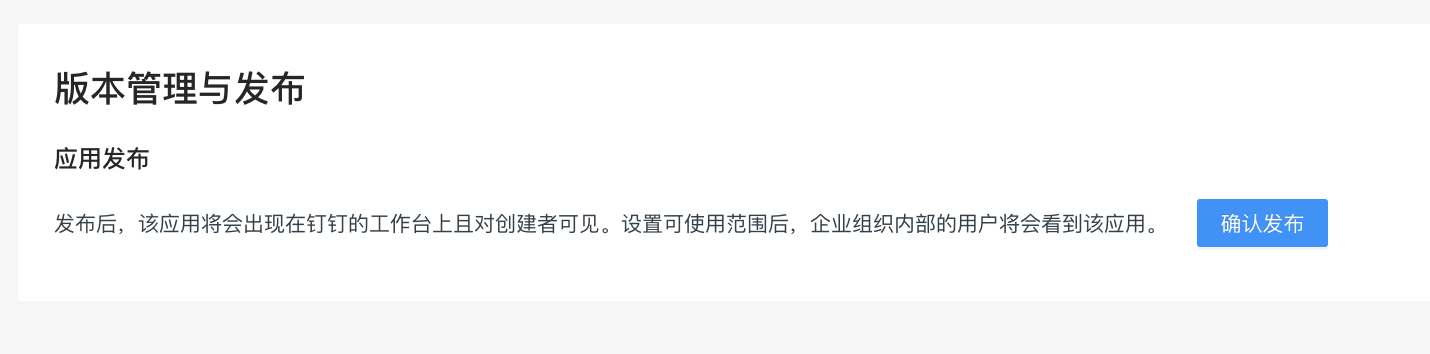 版本管理与发布
应用发布
发布后，该应用将会出现在钉钉的工作台上且对创建者可见。设置可使用范围后，企业组织内部的用户将会看到该应用。
确认发布